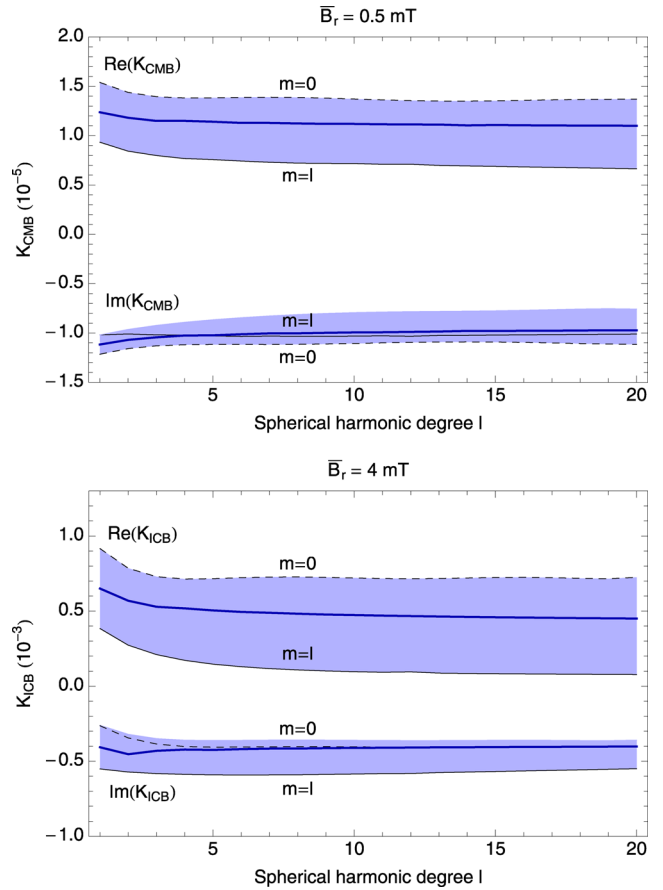 B̅r = 0.5 mT
2.0
Re(KCMB)
1.5
m=0
1.0
m=l
0.5
KCMB (10⁻⁵)
0.0
−0.5
Im(KCMB)
m=l
−1.0
m=0
−1.5
5 10 15 20
Spherical harmonic degree l
B̅r = 4 mT
Re(KICB)
1.0
m=0
0.5
m=l
KICB (10⁻³)
0.0
m=0
−0.5
Im(KICB)
m=l
−1.0
5 10 15 20
Spherical harmonic degree l